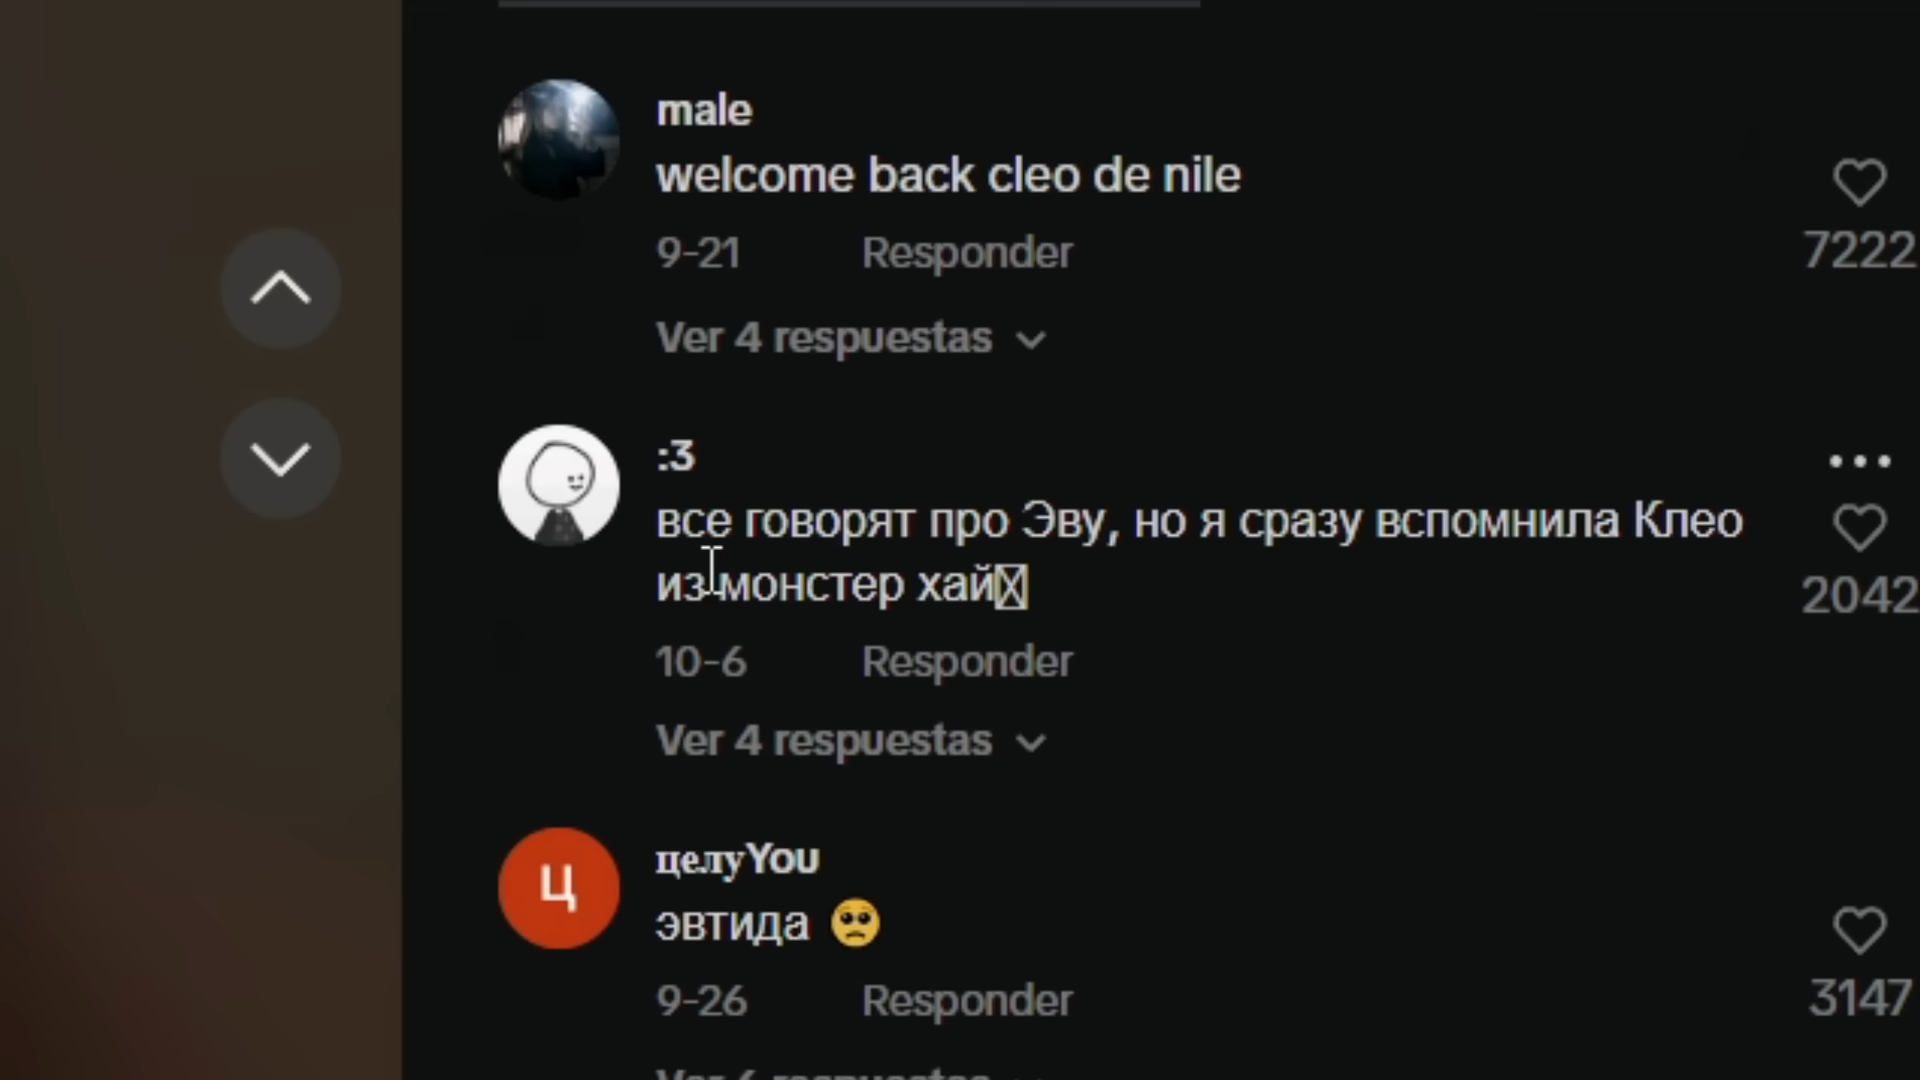 male
welcome back cleo de nile
7222
9-21 Responder
Ver 4 respuestas
:3
все говорят про Эву, но я сразу вспомнила Клео
из монстер хай
2042
10-6 Responder
Ver 4 respuestas
Ц
целуYou
эвтида 🥺
9-26 Responder
3147